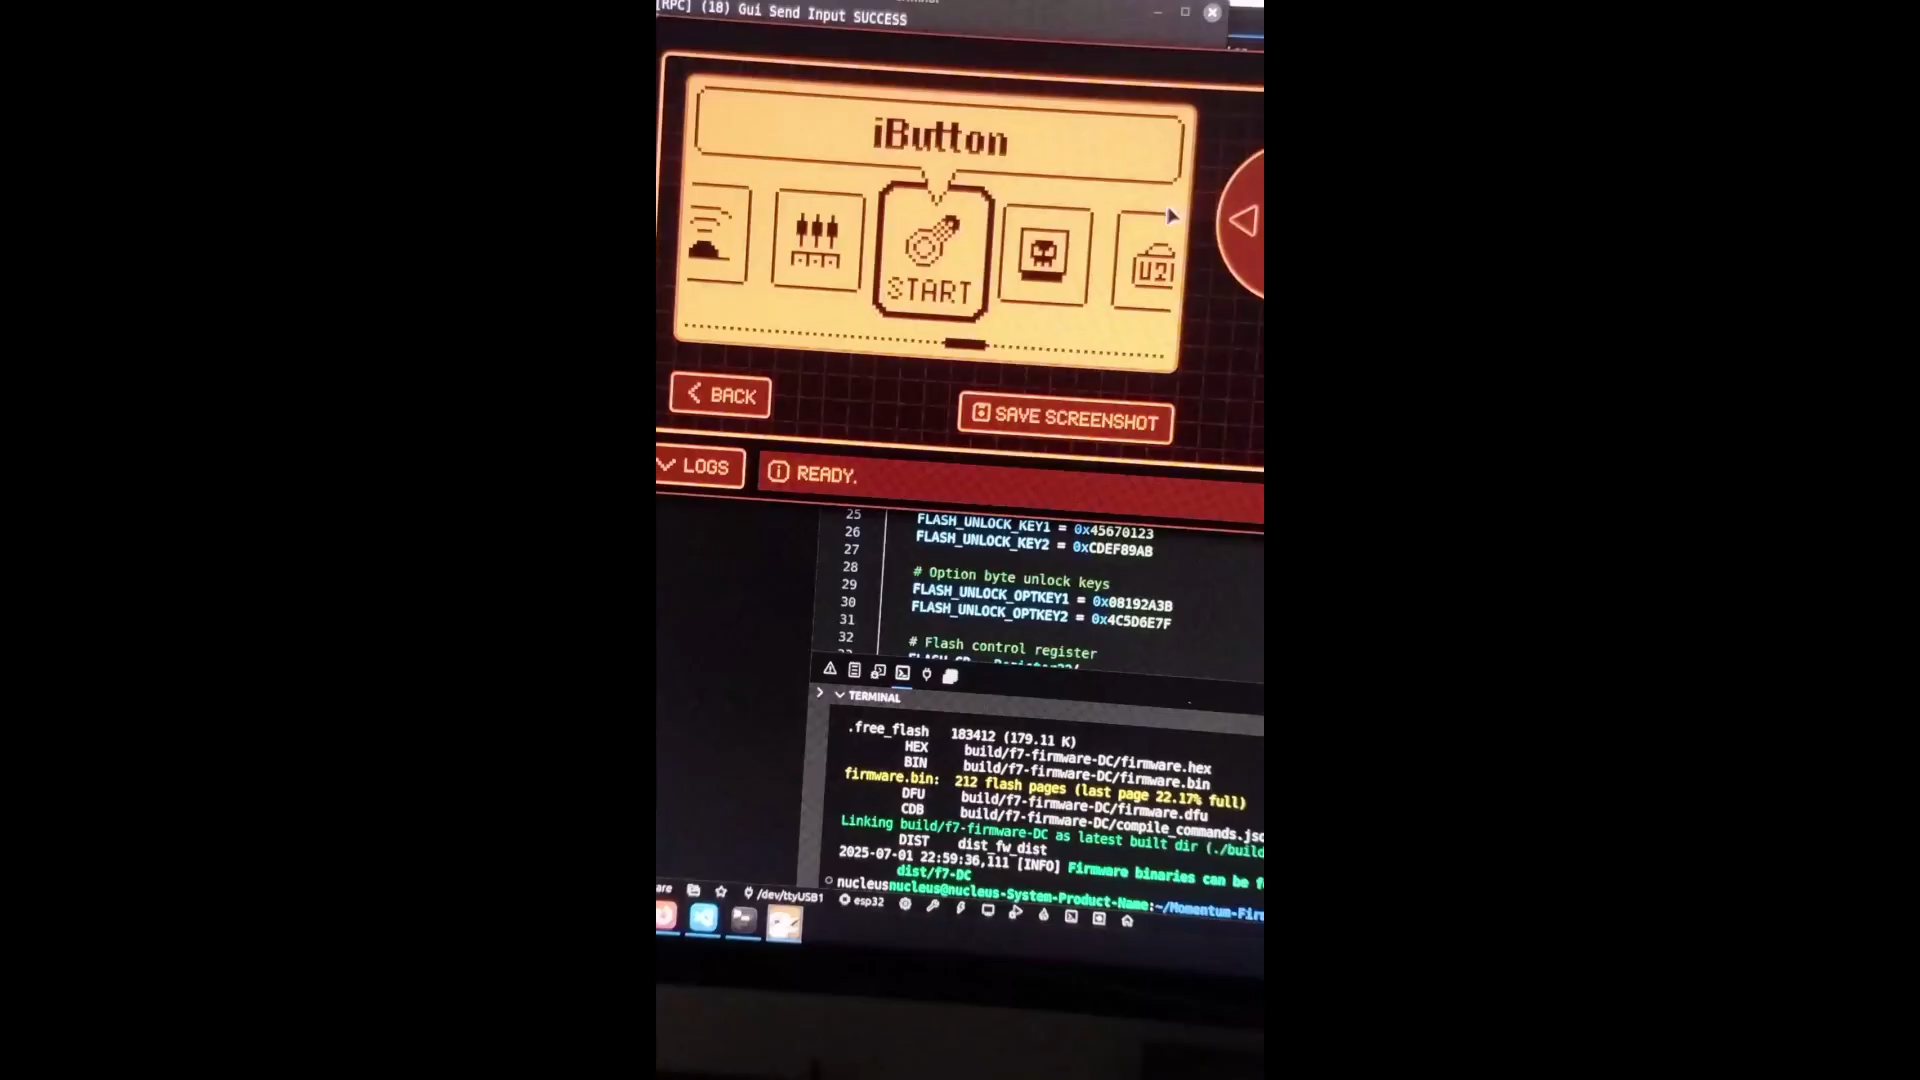 [RPC] (18) Gui Send Input SUCCESS
iButton
START
U2F
BACK
SAVE SCREENSHOT
LOGS
READY.
25 FLASH_UNLOCK_KEY1 = 0x45670123
26 FLASH_UNLOCK_KEY2 = 0xCDEF89AB
27
28 # Option byte unlock keys
29 FLASH_UNLOCK_OPTKEY1 = 0x08192A3B
30 FLASH_UNLOCK_OPTKEY2 = 0x4C5D6E7F
31
32 # Flash control register
TERMINAL
.free_flash 183412 (179.11 K)
HEX build/f7-firmware-DC/firmware.hex
BIN build/f7-firmware-DC/firmware.bin
firmware.bin: 212 flash pages (last page 22.17% full)
DFU build/f7-firmware-DC/firmware.dfu
CDB build/f7-firmware-DC/compile_commands.jso
Linking build/f7-firmware-DC as latest built dir (./build
DIST dist_fw_dist
2025-07-01 22:59:36,111 [INFO] Firmware binaries can be f
dist/f7-DC
nucleusnucleus@nucleus-System-Product-Name:~/Momentum-Fir
are /dev/ttyUSB1 esp32